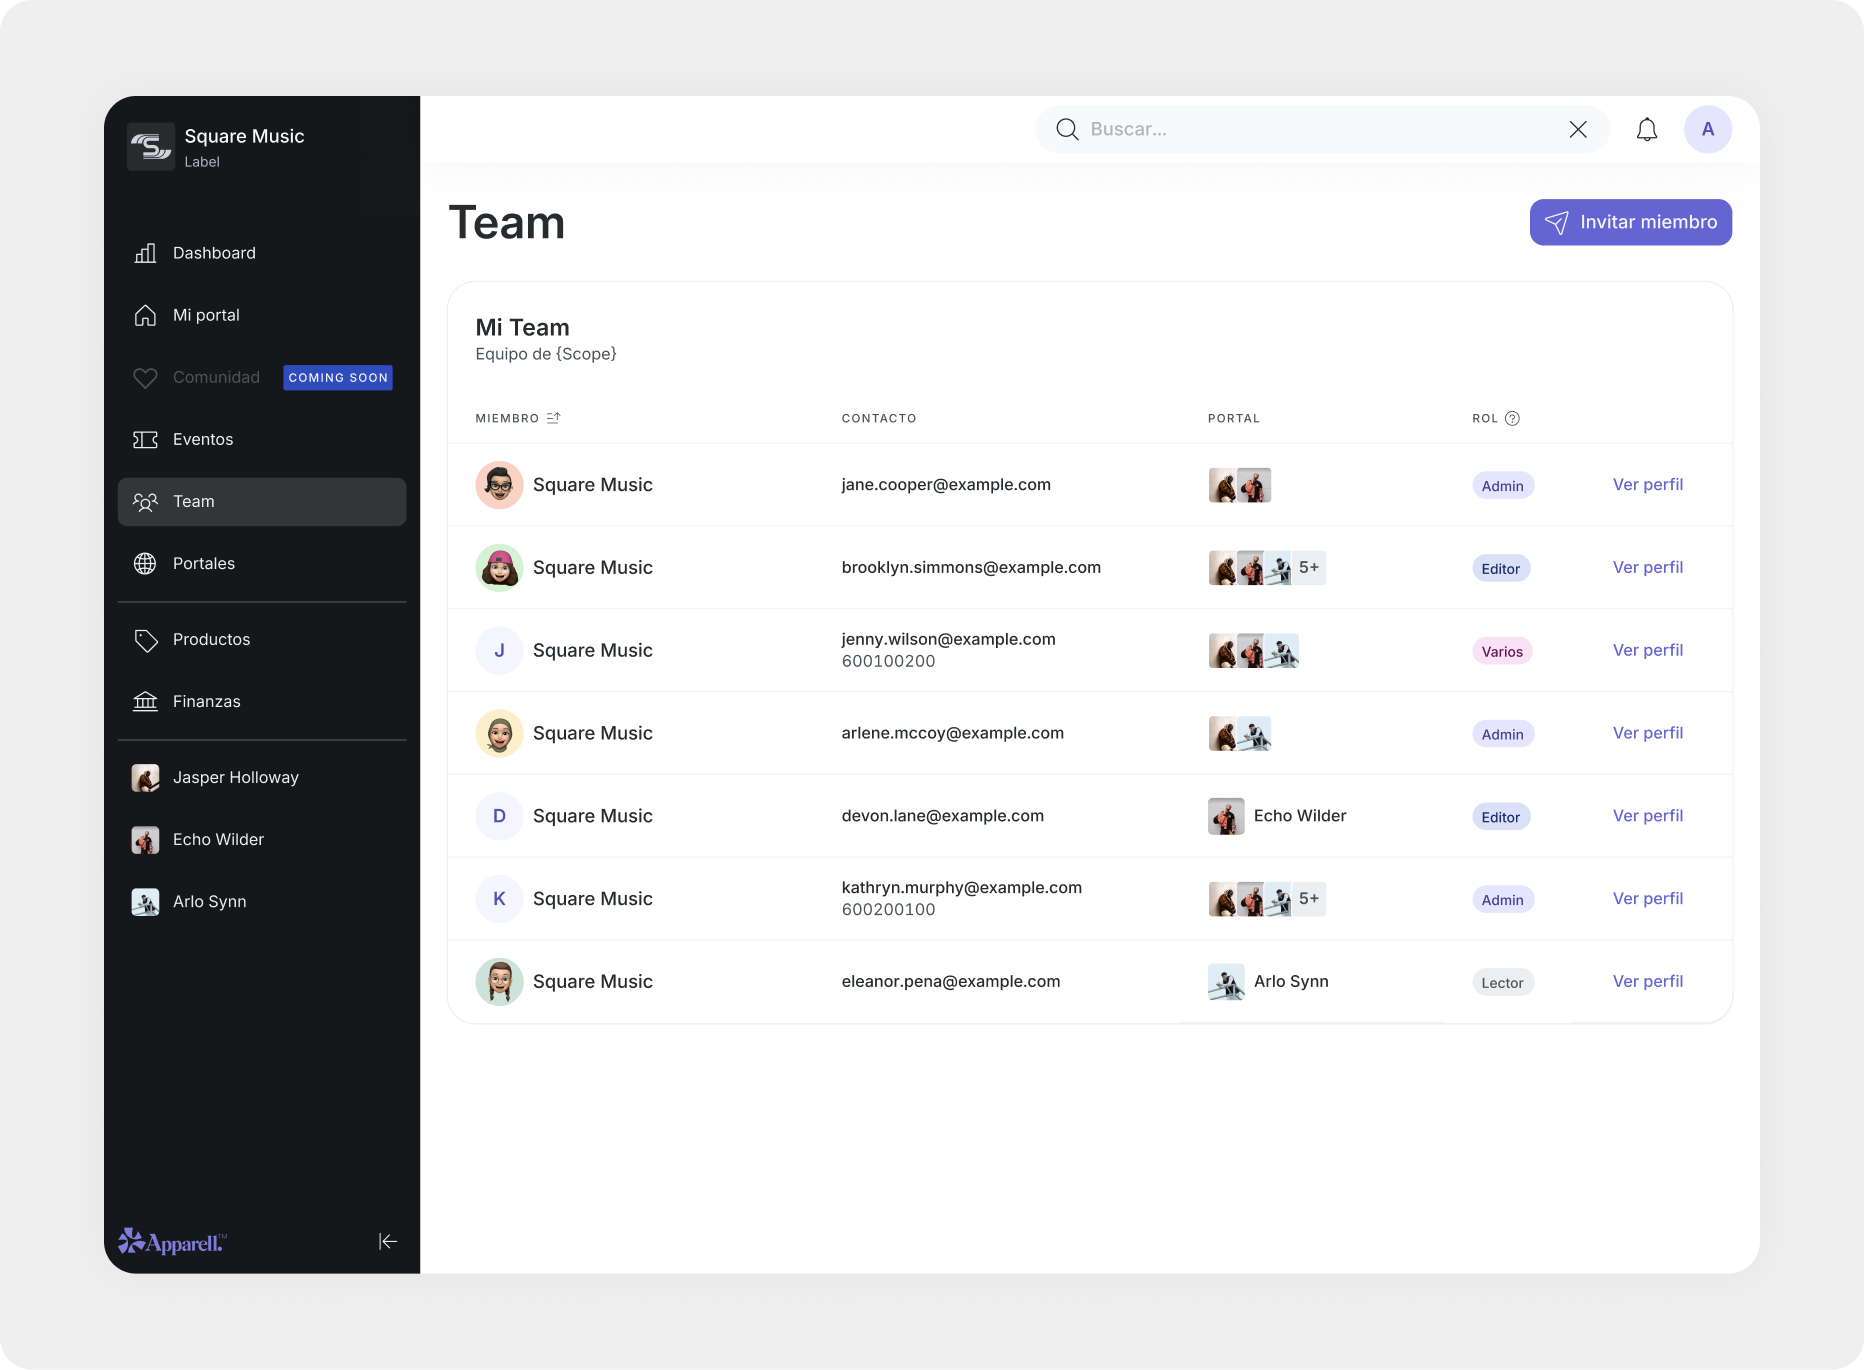 Square Music
Label
Dashboard
Mi portal
Comunidad COMING SOON
Eventos
Team
Portales
Productos
Finanzas
Jasper Holloway
Echo Wilder
Arlo Synn
Apparell.™
Buscar...
A
Team
Invitar miembro
Mi Team
Equipo de {Scope}
MIEMBRO CONTACTO PORTAL ROL ?
Square Music jane.cooper@example.com Admin Ver perfil
Square Music brooklyn.simmons@example.com 5+ Editor Ver perfil
J Square Music jenny.wilson@example.com Varios Ver perfil
600100200
Square Music arlene.mccoy@example.com Admin Ver perfil
D Square Music devon.lane@example.com Echo Wilder Editor Ver perfil
K Square Music kathryn.murphy@example.com 5+ Admin Ver perfil
600200100
Square Music eleanor.pena@example.com Arlo Synn Lector Ver perfil